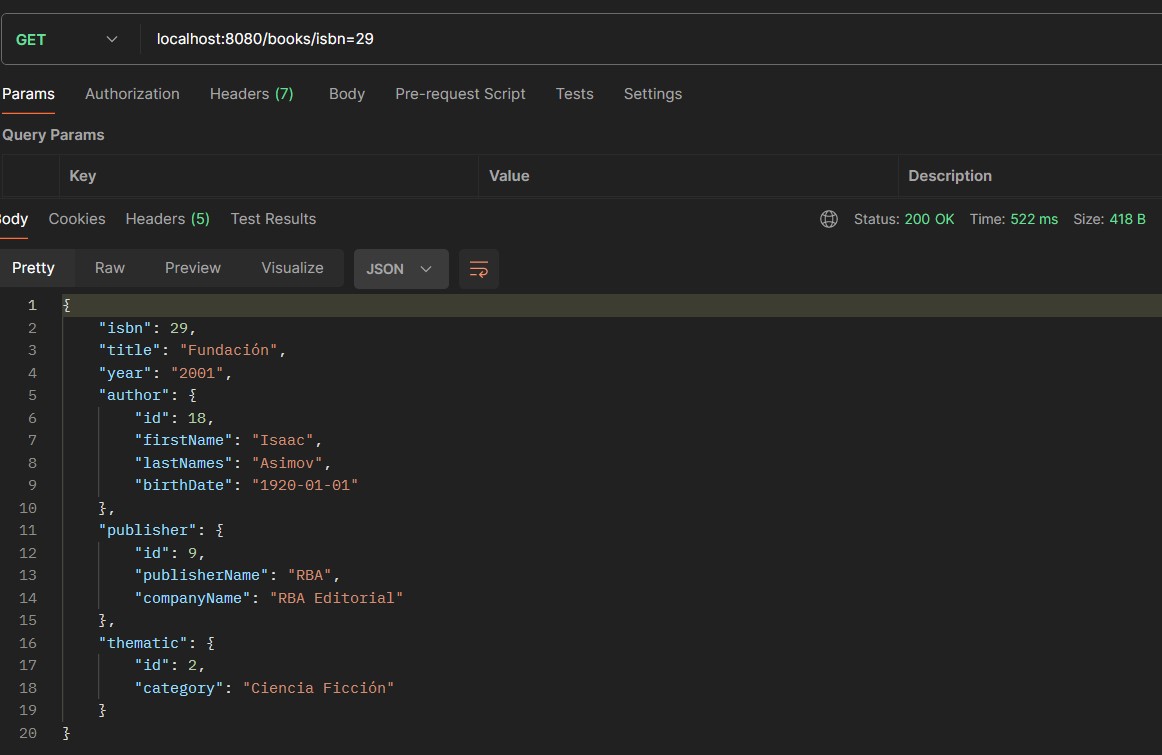 GET localhost:8080/books/isbn=29
Params Authorization Headers (7) Body Pre-request Script Tests Settings
Query Params
Key Value Description
Body Cookies Headers (5) Test Results Status: 200 OK Time: 522 ms Size: 418 B
Pretty Raw Preview Visualize JSON
1 {
2 "isbn": 29,
3 "title": "Fundación",
4 "year": "2001",
5 "author": {
6 "id": 18,
7 "firstName": "Isaac",
8 "lastNames": "Asimov",
9 "birthDate": "1920-01-01"
10 },
11 "publisher": {
12 "id": 9,
13 "publisherName": "RBA",
14 "companyName": "RBA Editorial"
15 },
16 "thematic": {
17 "id": 2,
18 "category": "Ciencia Ficción"
19 }
20 }